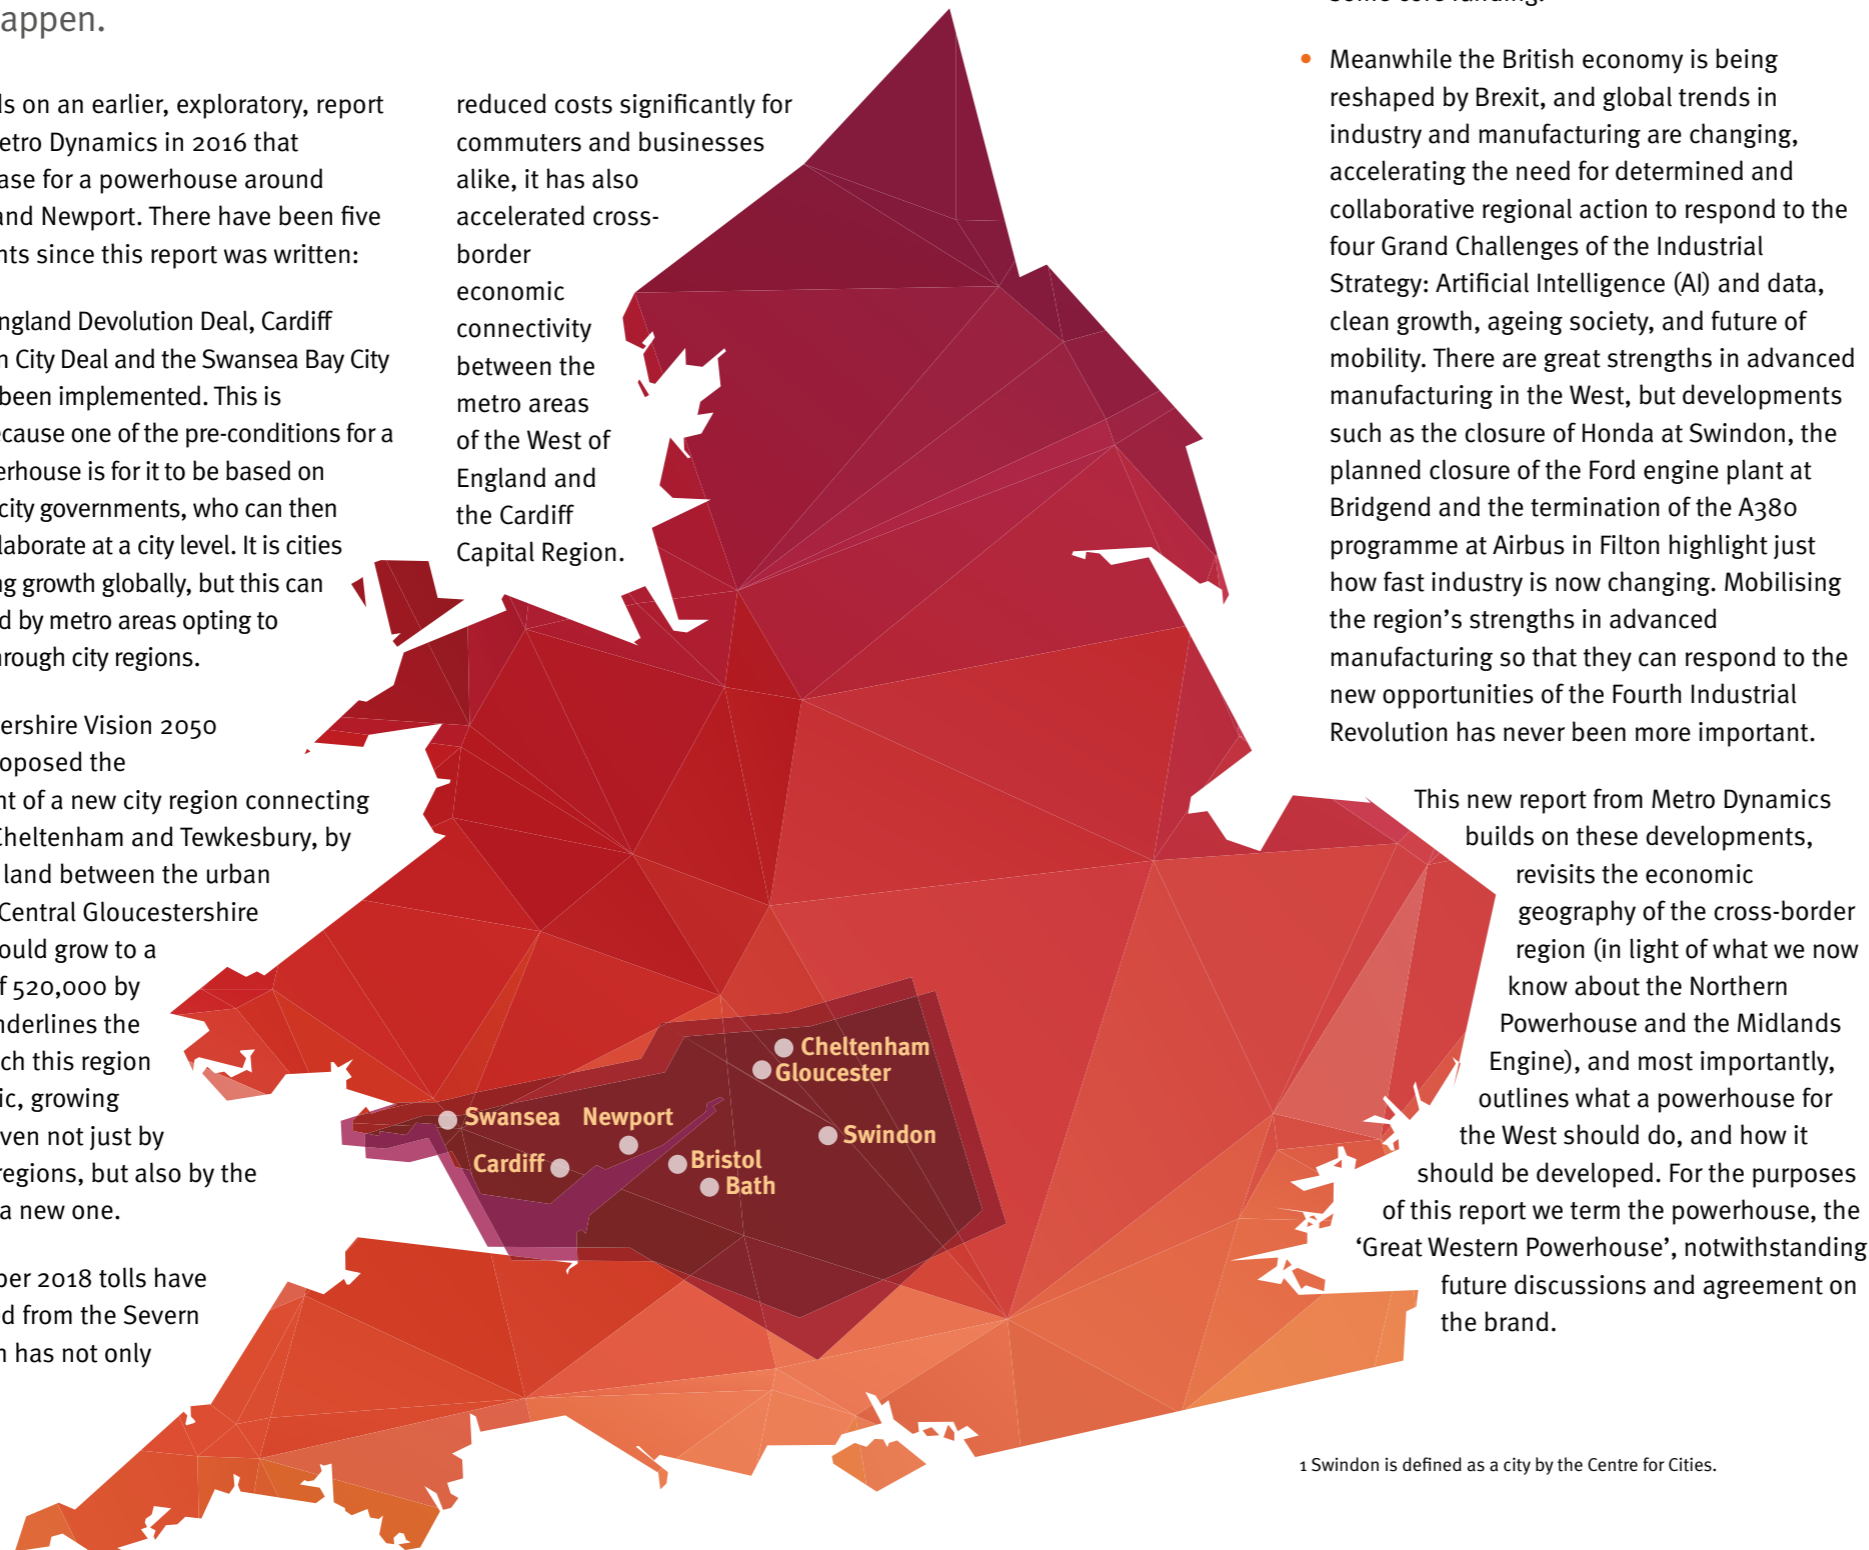 appen.
ls on an earlier, exploratory, report
etro Dynamics in 2016 that
ase for a powerhouse around
and Newport. There have been five
nts since this report was written:
ngland Devolution Deal, Cardiff
n City Deal and the Swansea Bay City
been implemented. This is
ecause one of the pre-conditions for a
erhouse is for it to be based on
city governments, who can then
laborate at a city level. It is cities
ng growth globally, but this can
d by metro areas opting to
hrough city regions.
ershire Vision 2050
oposed the
nt of a new city region connecting
Cheltenham and Tewkesbury, by
land between the urban
Central Gloucestershire
ould grow to a
f 520,000 by
nderlines the
ch this region
ic, growing
ven not just by
regions, but also by the
a new one.
ber 2018 tolls have
d from the Severn
h has not only
reduced costs significantly for
commuters and businesses
alike, it has also
accelerated cross-
border
economic
connectivity
between the
metro areas
of the West of
England and
the Cardiff
Capital Region.
Cheltenham
Gloucester
Swansea
Newport
Swindon
Cardiff
Bristol
Bath
• Meanwhile the British economy is being
reshaped by Brexit, and global trends in
industry and manufacturing are changing,
accelerating the need for determined and
collaborative regional action to respond to the
four Grand Challenges of the Industrial
Strategy: Artificial Intelligence (AI) and data,
clean growth, ageing society, and future of
mobility. There are great strengths in advanced
manufacturing in the West, but developments
such as the closure of Honda at Swindon, the
planned closure of the Ford engine plant at
Bridgend and the termination of the A380
programme at Airbus in Filton highlight just
how fast industry is now changing. Mobilising
the region’s strengths in advanced
manufacturing so that they can respond to the
new opportunities of the Fourth Industrial
Revolution has never been more important.
This new report from Metro Dynamics
builds on these developments,
revisits the economic
geography of the cross-border
region (in light of what we now
know about the Northern
Powerhouse and the Midlands
Engine), and most importantly,
outlines what a powerhouse for
the West should do, and how it
should be developed. For the purposes
of this report we term the powerhouse, the
‘Great Western Powerhouse’, notwithstanding
future discussions and agreement on
the brand.
1 Swindon is defined as a city by the Centre for Cities.